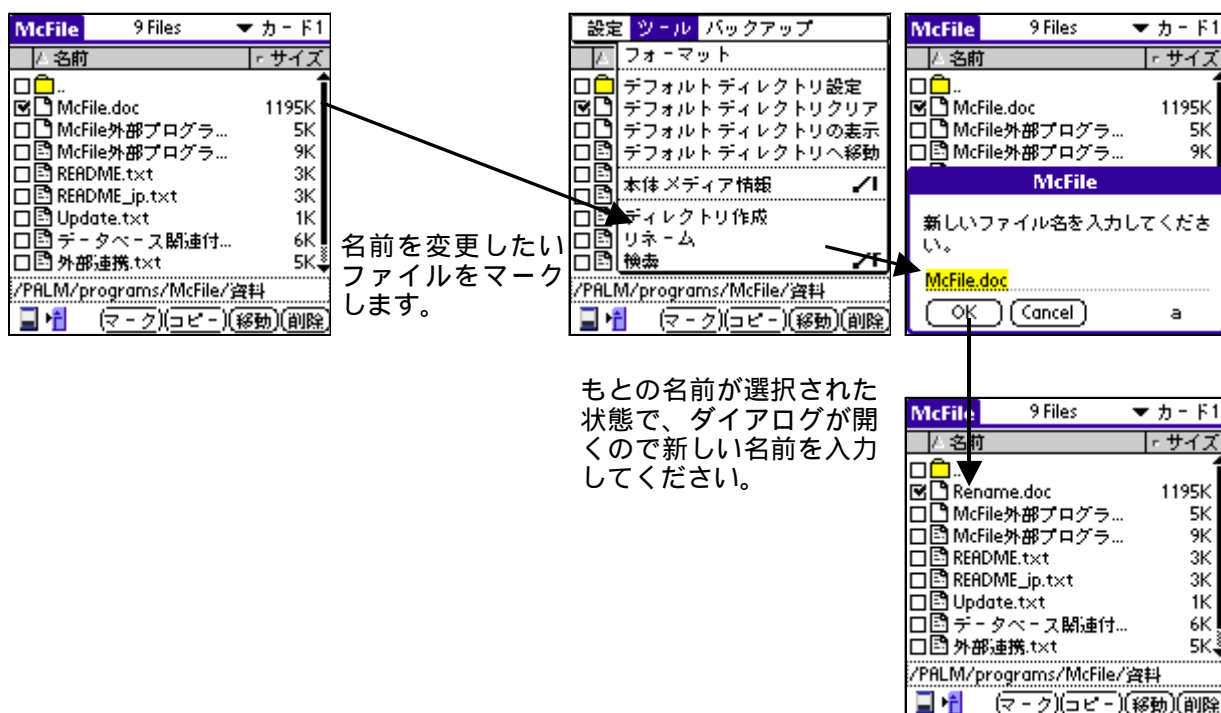 McFile 9 Files ▼ カード1
名前 サイズ
..
McFile.doc 1195K
McFile外部プログラ... 5K
McFile外部プログラ... 9K
README.txt 3K
README_jp.txt 3K
Update.txt 1K
データベース関連付... 6K
外部連携.txt 5K
/PALM/programs/McFile/資料
マーク コピー 移動 削除
名前を変更したい
ファイルをマーク
します。
設定 ツール バックアップ
フォーマット
デフォルトディレクトリ設定
デフォルトディレクトリクリア
デフォルトディレクトリの表示
デフォルトディレクトリへ移動
本体メディア情報 /I
ディレクトリ作成
リネーム
検索 /F
/PALM/programs/McFile/資料
マーク コピー 移動 削除
McFile 9 Files ▼ カード1
名前 サイズ
..
McFile.doc 1195K
McFile外部プログラ... 5K
McFile外部プログラ... 9K
McFile
新しいファイル名を入力してくださ
い。
McFile.doc
OK Cancel a
もとの名前が選択された
状態で、ダイアログが開
くので新しい名前を入力
してください。
McFile 9 Files ▼ カード1
名前 サイズ
..
Rename.doc 1195K
McFile外部プログラ... 5K
McFile外部プログラ... 9K
README.txt 3K
README_jp.txt 3K
Update.txt 1K
データベース関連付... 6K
外部連携.txt 5K
/PALM/programs/McFile/資料
マーク コピー 移動 削除